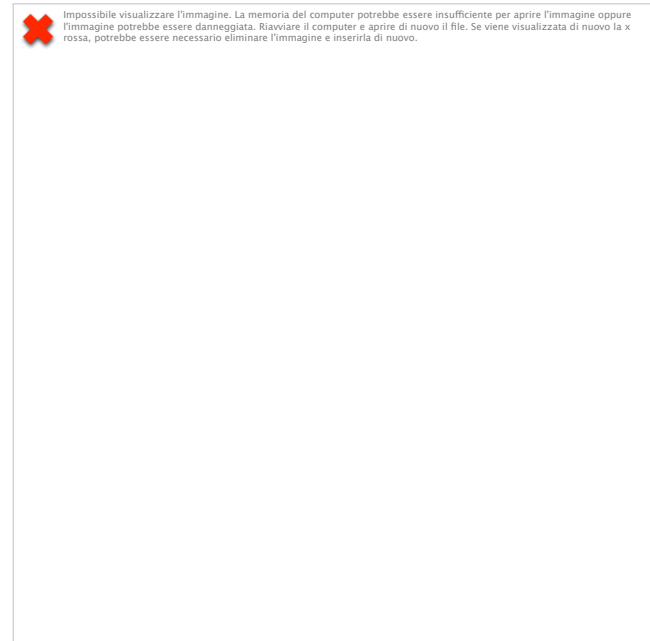 Impossibile visualizzare l'immagine. La memoria del computer potrebbe essere insufficiente per aprire l'immagine oppure
l'immagine potrebbe essere danneggiata. Riavviare il computer e aprire di nuovo il file. Se viene visualizzata di nuovo la x
rossa, potrebbe essere necessario eliminare l'immagine e inserirla di nuovo.